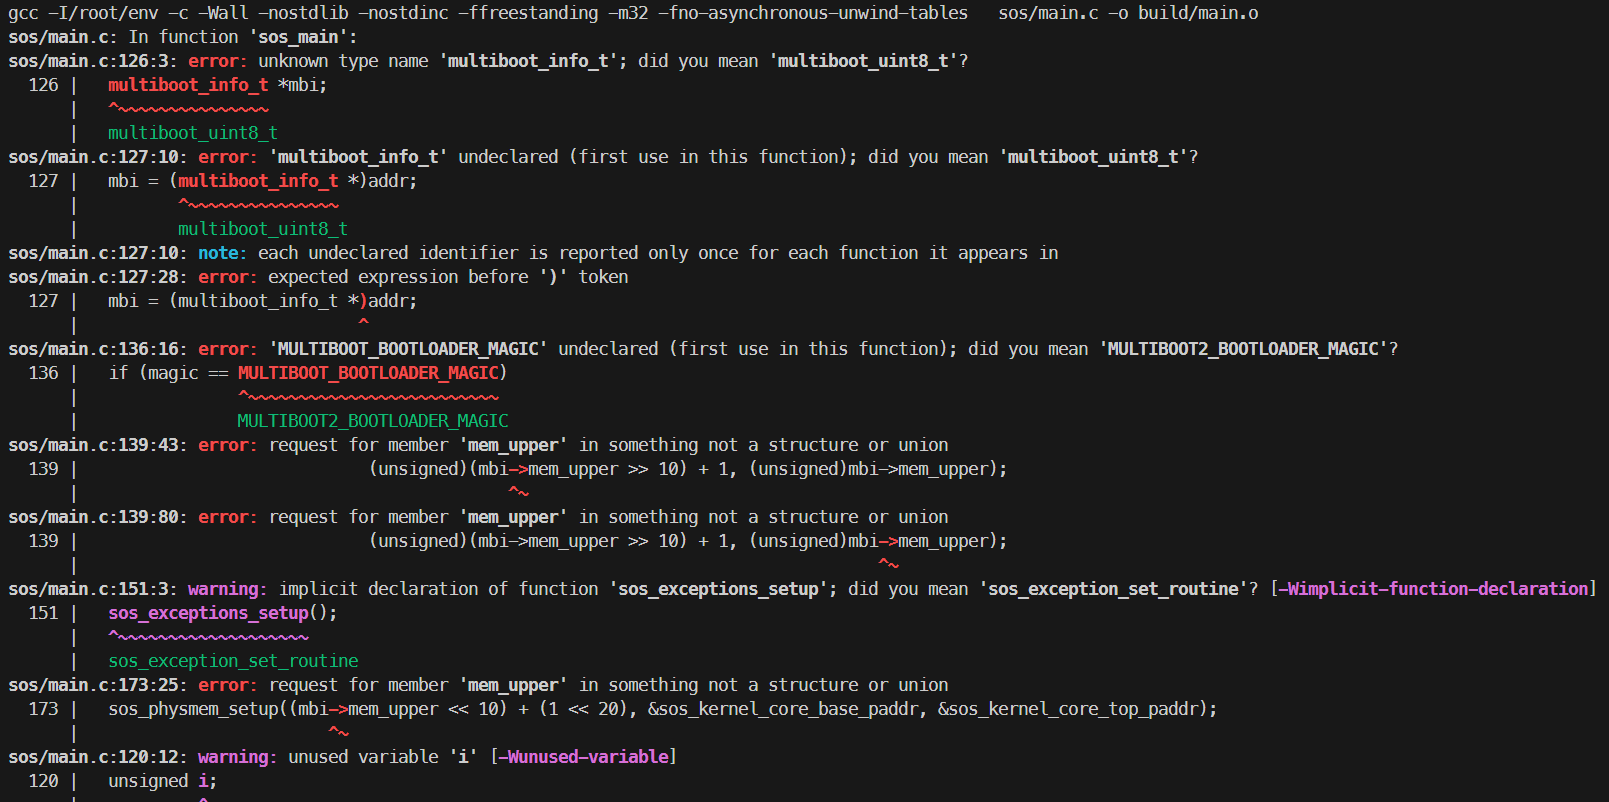 gcc -I/root/env -c -Wall -nostdlib -nostdinc -ffreestanding -m32 -fno-asynchronous-unwind-tables   sos/main.c -o build/main.o
sos/main.c: In function 'sos_main':
sos/main.c:126:3: error: unknown type name 'multiboot_info_t'; did you mean 'multiboot_uint8_t'?
  126 |   multiboot_info_t *mbi;
      |   ^~~~~~~~~~~~~~~~
      |   multiboot_uint8_t
sos/main.c:127:10: error: 'multiboot_info_t' undeclared (first use in this function); did you mean 'multiboot_uint8_t'?
  127 |   mbi = (multiboot_info_t *)addr;
      |          ^~~~~~~~~~~~~~~~
      |          multiboot_uint8_t
sos/main.c:127:10: note: each undeclared identifier is reported only once for each function it appears in
sos/main.c:127:28: error: expected expression before ')' token
  127 |   mbi = (multiboot_info_t *)addr;
      |                            ^
sos/main.c:136:16: error: 'MULTIBOOT_BOOTLOADER_MAGIC' undeclared (first use in this function); did you mean 'MULTIBOOT2_BOOTLOADER_MAGIC'?
  136 |   if (magic == MULTIBOOT_BOOTLOADER_MAGIC)
      |                ^~~~~~~~~~~~~~~~~~~~~~~~~~
      |                MULTIBOOT2_BOOTLOADER_MAGIC
sos/main.c:139:43: error: request for member 'mem_upper' in something not a structure or union
  139 |                             (unsigned)(mbi->mem_upper >> 10) + 1, (unsigned)mbi->mem_upper);
      |                                           ^~
sos/main.c:139:80: error: request for member 'mem_upper' in something not a structure or union
  139 |                             (unsigned)(mbi->mem_upper >> 10) + 1, (unsigned)mbi->mem_upper);
      |                                                                                ^~
sos/main.c:151:3: warning: implicit declaration of function 'sos_exceptions_setup'; did you mean 'sos_exception_set_routine'? [-Wimplicit-function-declaration]
  151 |   sos_exceptions_setup();
      |   ^~~~~~~~~~~~~~~~~~~~
      |   sos_exception_set_routine
sos/main.c:173:25: error: request for member 'mem_upper' in something not a structure or union
  173 |   sos_physmem_setup((mbi->mem_upper << 10) + (1 << 20), &sos_kernel_core_base_paddr, &sos_kernel_core_top_paddr);
      |                         ^~
sos/main.c:120:12: warning: unused variable 'i' [-Wunused-variable]
  120 |   unsigned i;
      |            ^